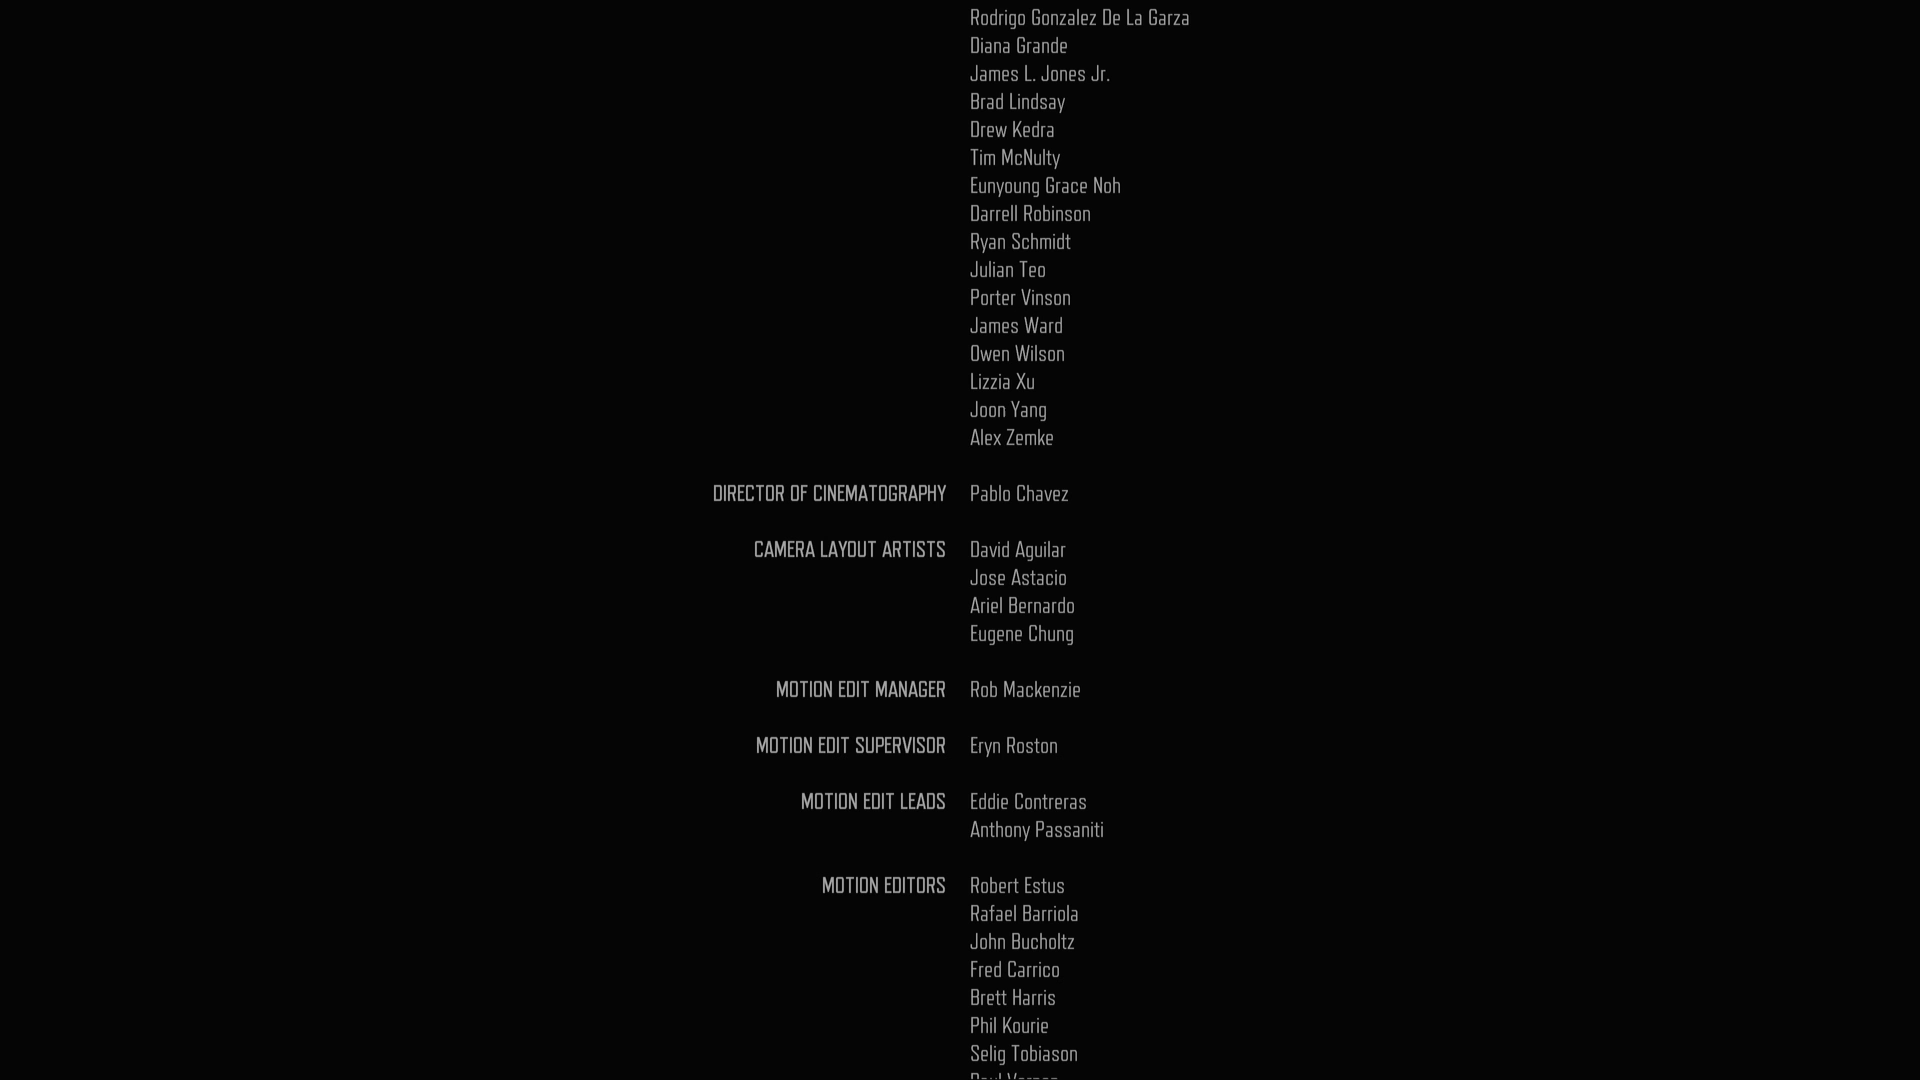 Rodrigo Gonzalez De La Garza
Diana Grande
James L. Jones Jr.
Brad Lindsay
Drew Kedra
Tim McNulty
Eunyoung Grace Noh
Darrell Robinson
Ryan Schmidt
Julian Teo
Porter Vinson
James Ward
Owen Wilson
Lizzia Xu
Joon Yang
Alex Zemke
DIRECTOR OF CINEMATOGRAPHY Pablo Chavez
CAMERA LAYOUT ARTISTS David Aguilar
Jose Astacio
Ariel Bernardo
Eugene Chung
MOTION EDIT MANAGER Rob Mackenzie
MOTION EDIT SUPERVISOR Eryn Roston
MOTION EDIT LEADS Eddie Contreras
Anthony Passaniti
MOTION EDITORS Robert Estus
Rafael Barriola
John Bucholtz
Fred Carrico
Brett Harris
Phil Kourie
Selig Tobiason